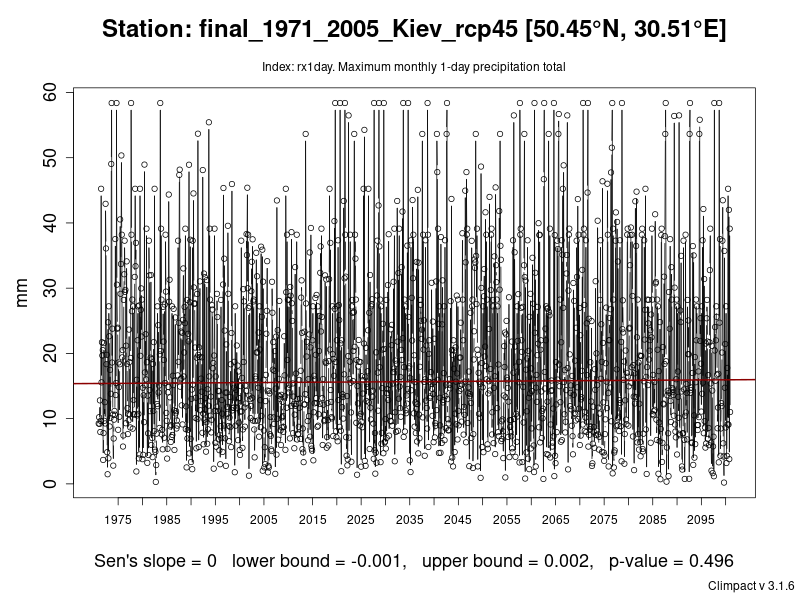 Station: final_1971_2005_Kiev_rcp45 [50.45°N, 30.51°E]
Index: rx1day. Maximum monthly 1-day precipitation total
60
50
40
30
20
10
0
mm
1975 1985 1995 2005 2015 2025 2035 2045 2055 2065 2075 2085 2095
Sen's slope = 0 lower bound = -0.001, upper bound = 0.002, p-value = 0.496
Climpact v 3.1.6